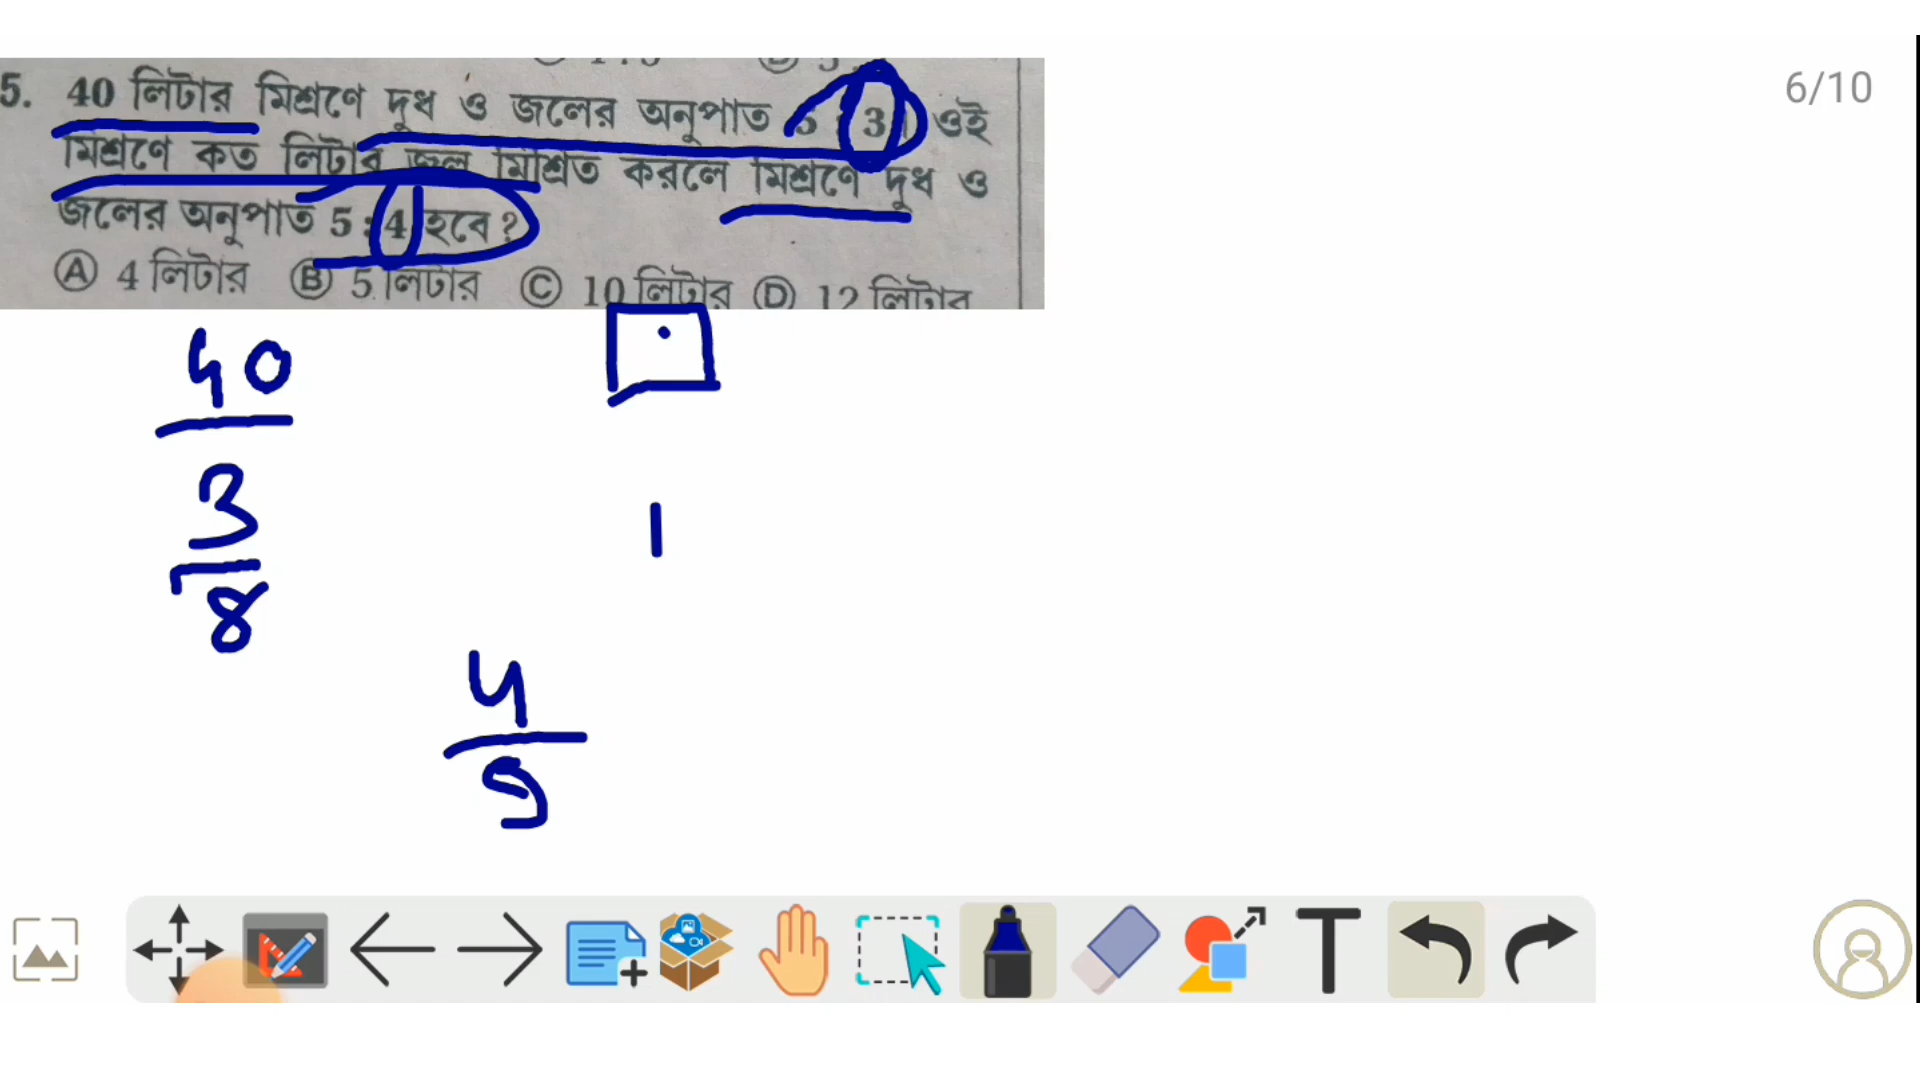 6/10
5. 40 লিটার মিশ্রণে দুধ ও জলের অনুপাত 5 : 3। ওই
মিশ্রণে কত লিটার জল মিশ্রিত করলে মিশ্রণে দুধ ও
জলের অনুপাত 5 : 4 হবে ?
Ⓐ 4 লিটার Ⓑ 5 লিটার Ⓒ 10 লিটার Ⓓ 12 লিটার
40
3
8
1
4
9
T